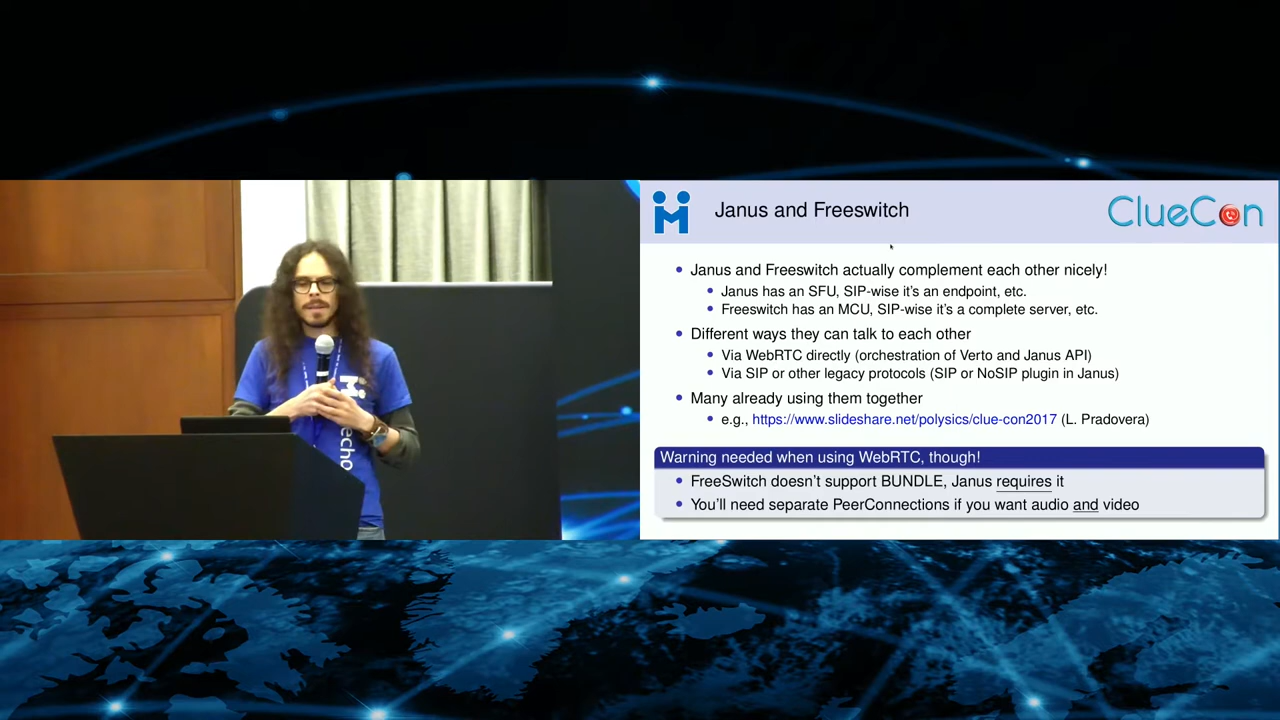 Janus and Freeswitch
ClueCon
Janus and Freeswitch actually complement each other nicely!
Janus has an SFU, SIP-wise it's an endpoint, etc.
Freeswitch has an MCU, SIP-wise it's a complete server, etc.
Different ways they can talk to each other
Via WebRTC directly (orchestration of Verto and Janus API)
Via SIP or other legacy protocols (SIP or NoSIP plugin in Janus)
Many already using them together
e.g., https://www.slideshare.net/polysics/clue-con2017 (L. Pradovera)
Warning needed when using WebRTC, though!
FreeSwitch doesn't support BUNDLE, Janus requires it
You'll need separate PeerConnections if you want audio and video
echo